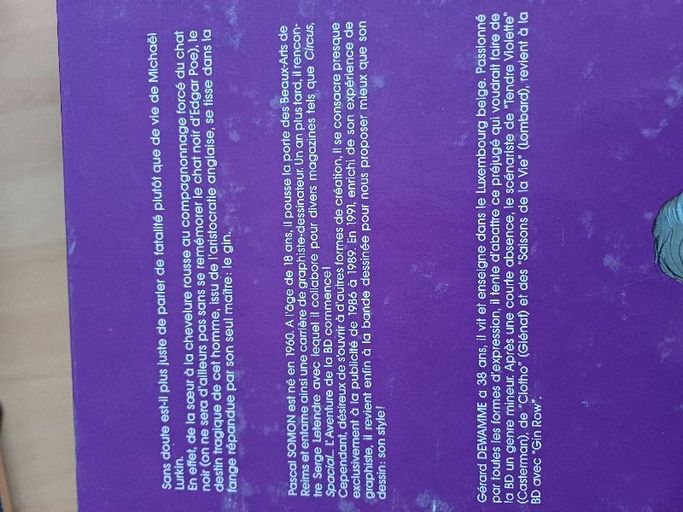 Sans doute est-il plus juste de parler de fatalité plutôt que de vie de Michaël
Lurkin.
En effet, de la sœur à la chevelure rousse au compagnonnage forcé du chat
noir (on ne sera d'ailleurs pas sans se remémorer le chat noir d'Edgar Poe), le
destin tragique de cet homme, issu de l'aristocratie anglaise, se tisse dans la
fange répandue par son seul maître : le gin.
Pascal SOMON est né en 1960. A l'âge de 18 ans, il pousse la porte des Beaux-Arts de
Reims et entame ainsi une carrière de graphiste-dessinateur. Un an plus tard, il rencon-
tre Serge Letendre avec lequel il collabore pour divers magazines tels que Circus,
Spacial... L'Aventure de la BD commence !
Cependant, désireux de s'ouvrir à d'autres formes de création, il se consacre presque
exclusivement à la publicité de 1986 à 1989. En 1991, enrichi de son expérience de
graphiste, il revient enfin à la bande dessinée pour nous proposer mieux que son
dessin : son style !
Gérard DEWAMME a 38 ans, il vit et enseigne dans le Luxembourg belge. Passionné
par toutes les formes d'expression, il tente d'abattre ce préjugé qui voudrait faire de
la BD un genre mineur. Après une courte absence, le scénariste de "Tendre Violette"
(Casterman), de "Clotho" (Glénat) et des "Saisons de la Vie" (Lombard), revient à la
BD avec "Gin Row".